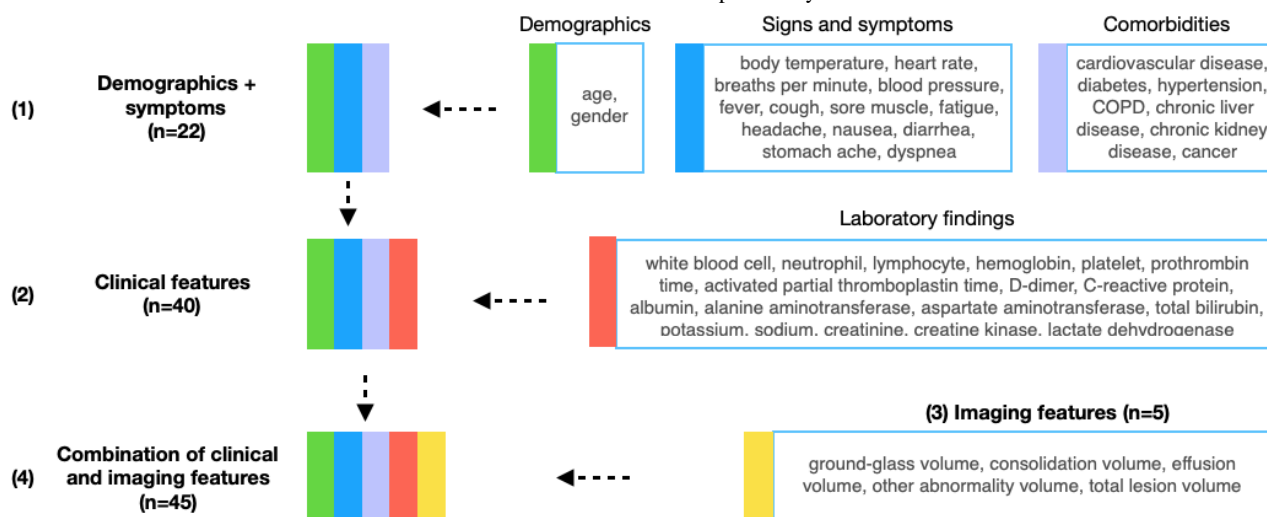 Demographics
Signs and symptoms
Comorbidities
(1)
Demographics +
symptoms
(n=22)
age,
gender
body temperature, heart rate,
breaths per minute, blood pressure,
fever, cough, sore muscle, fatigue,
headache, nausea, diarrhea,
stomach ache, dyspnea
cardiovascular disease,
diabetes, hypertension,
COPD, chronic liver
disease, chronic kidney
disease, cancer
Laboratory findings
(2)
Clinical features
(n=40)
white blood cell, neutrophil, lymphocyte, hemoglobin, platelet, prothrombin
time, activated partial thromboplastin time, D-dimer, C-reactive protein,
albumin, alanine aminotransferase, aspartate aminotransferase, total bilirubin,
potassium, sodium, creatinine, creatine kinase, lactate dehydrogenase
(3) Imaging features (n=5)
(4)
Combination of clinical
and imaging features
(n=45)
ground-glass volume, consolidation volume, effusion
volume, other abnormality volume, total lesion volume